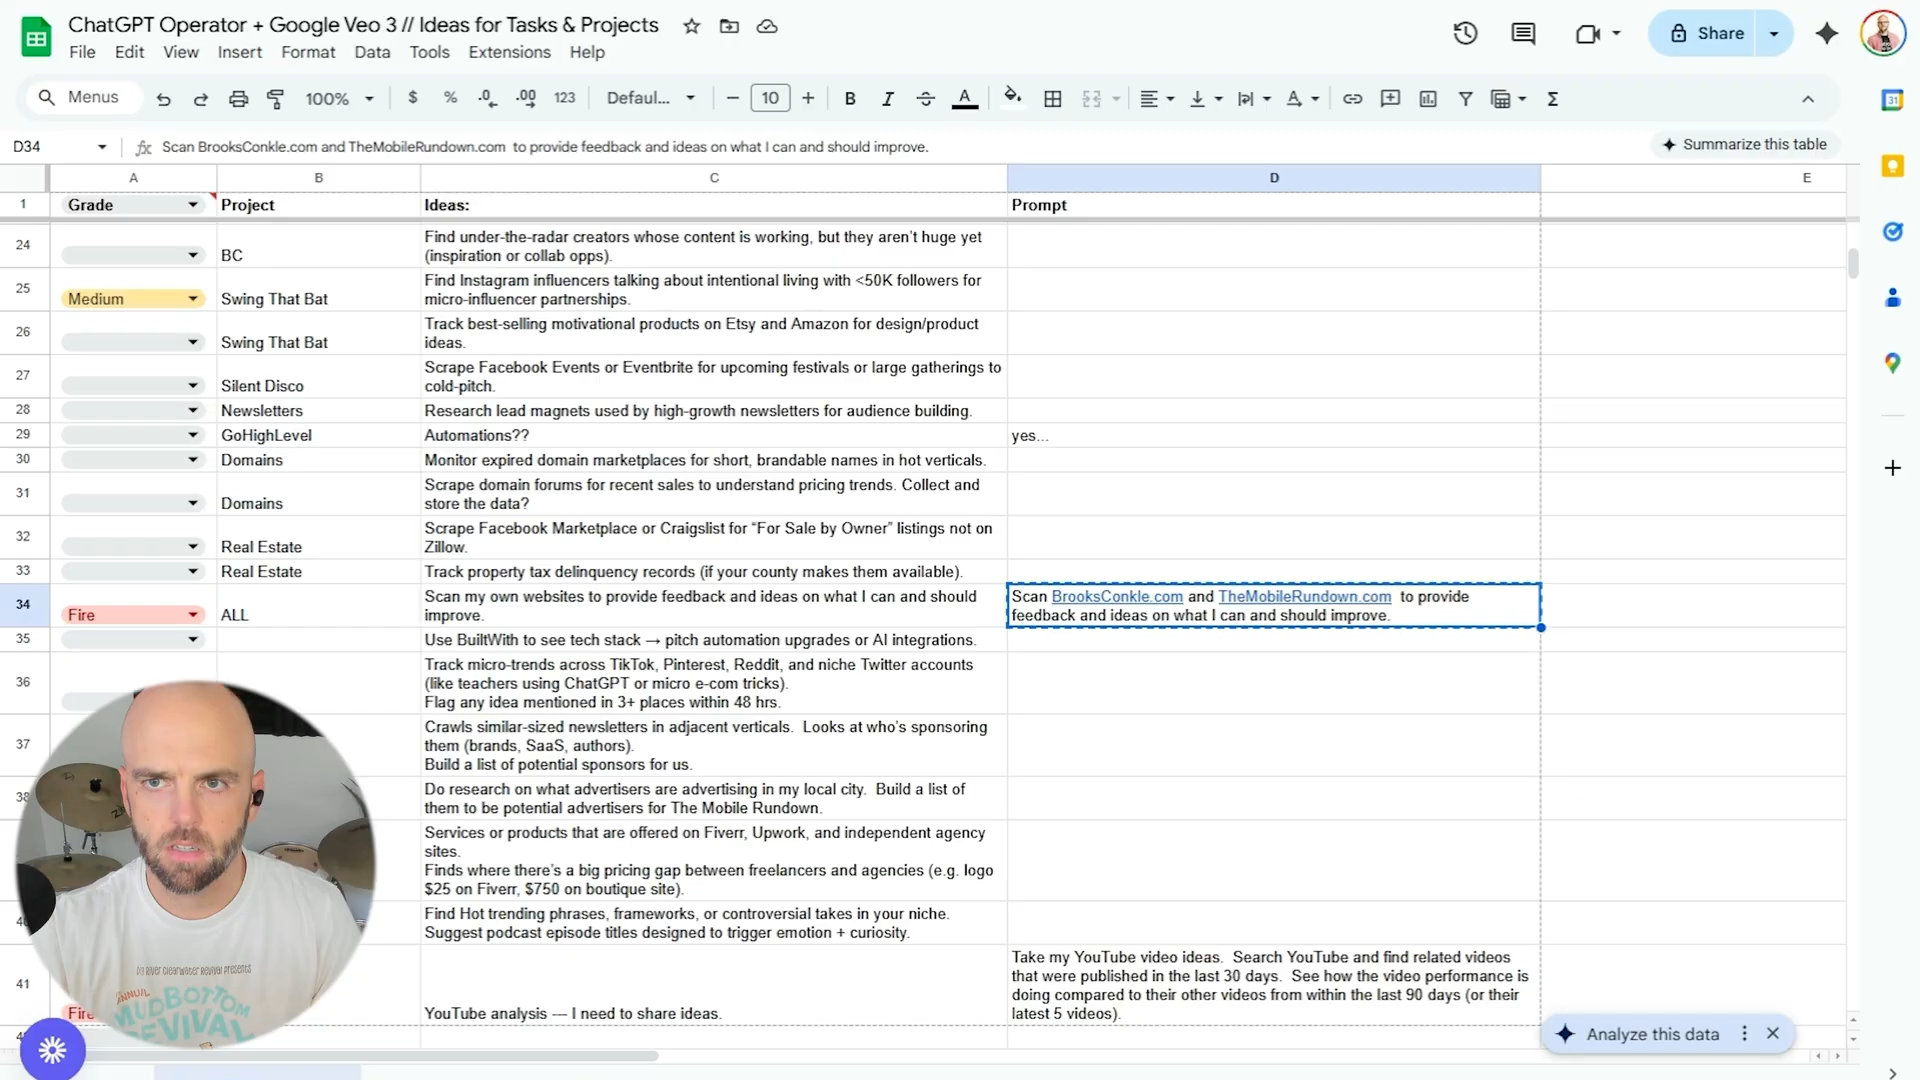 ChatGPT Operator + Google Veo 3 // Ideas for Tasks & Projects
File Edit View Insert Format Data Tools Extensions Help
Share
Menus 100% $ % .0 .00 123 Defaul... 10 B I A
D34 Scan BrooksConkle.com and TheMobileRundown.com to provide feedback and ideas on what I can and should improve.
Summarize this table
A B C D E
1 Grade Project Ideas: Prompt
24 BC
Find under-the-radar creators whose content is working, but they aren't huge yet
(inspiration or collab opps).
25 Medium Swing That Bat
Find Instagram influencers talking about intentional living with <50K followers for
micro-influencer partnerships.
26 Swing That Bat
Track best-selling motivational products on Etsy and Amazon for design/product
ideas.
27 Silent Disco
Scrape Facebook Events or Eventbrite for upcoming festivals or large gatherings to
cold-pitch.
28 Newsletters Research lead magnets used by high-growth newsletters for audience building.
29 GoHighLevel Automations?? yes...
30 Domains Monitor expired domain marketplaces for short, brandable names in hot verticals.
31 Domains
Scrape domain forums for recent sales to understand pricing trends. Collect and
store the data?
32 Real Estate
Scrape Facebook Marketplace or Craigslist for “For Sale by Owner” listings not on
Zillow.
33 Real Estate Track property tax delinquency records (if your county makes them available).
34 Fire ALL
Scan my own websites to provide feedback and ideas on what I can and should
improve.
Scan BrooksConkle.com and TheMobileRundown.com to provide
feedback and ideas on what I can and should improve.
35 Use BuiltWith to see tech stack → pitch automation upgrades or AI integrations.
36
Track micro-trends across TikTok, Pinterest, Reddit, and niche Twitter accounts
(like teachers using ChatGPT or micro e-com tricks).
Flag any idea mentioned in 3+ places within 48 hrs.
37
Crawls similar-sized newsletters in adjacent verticals. Looks at who's sponsoring
them (brands, SaaS, authors).
Build a list of potential sponsors for us.
38
Do research on what advertisers are advertising in my local city. Build a list of
them to be potential advertisers for The Mobile Rundown.
Services or products that are offered on Fiverr, Upwork, and independent agency
sites.
Finds where there's a big pricing gap between freelancers and agencies (e.g. logo
$25 on Fiverr, $750 on boutique site).
Find Hot trending phrases, frameworks, or controversial takes in your niche.
Suggest podcast episode titles designed to trigger emotion + curiosity.
41 Fire
YouTube analysis --- I need to share ideas.
Take my YouTube video ideas. Search YouTube and find related videos
that were published in the last 30 days. See how the video performance is
doing compared to their other videos from within the last 90 days (or their
latest 5 videos).
ANNUAL
MUDBOTTOM
REVIVAL
Analyze this data
31